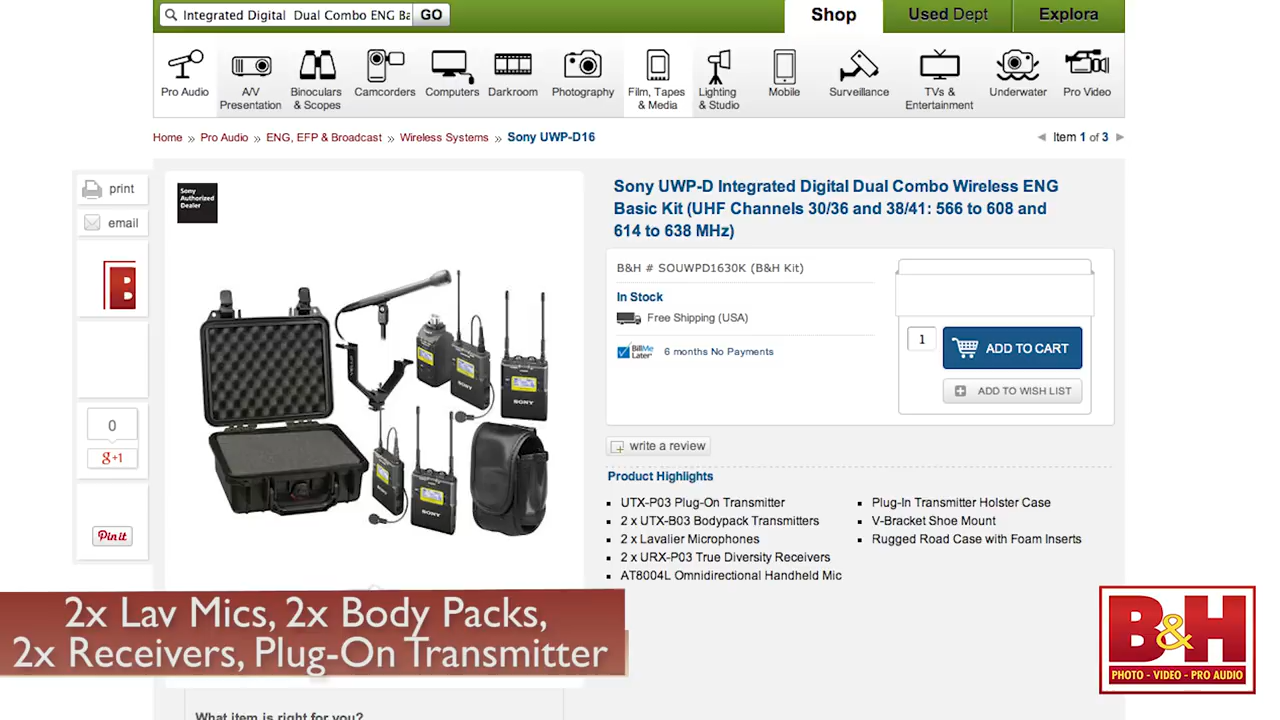 Integrated Digital  Dual Combo ENG Ba
GO
Shop
Used Dept
Explora
Pro Audio
A/V
Presentation
Binoculars
& Scopes
Camcorders
Computers
Darkroom
Photography
Film, Tapes
& Media
Lighting
& Studio
Mobile
Surveillance
TVs &
Entertainment
Underwater
Pro Video
Home » Pro Audio » ENG, EFP & Broadcast » Wireless Systems » Sony UWP-D16
Item 1 of 3
print
email
B
0
g+1
Pin it
Sony
Authorized
Dealer
SONY
SONY
SONY
Sony UWP-D Integrated Digital Dual Combo Wireless ENG
Basic Kit (UHF Channels 30/36 and 38/41: 566 to 608 and
614 to 638 MHz)
B&H # SOUWPD1630K (B&H Kit)
In Stock
Free Shipping (USA)
BillMe
Later
6 months No Payments
1
ADD TO CART
ADD TO WISH LIST
write a review
Product Highlights
UTX-P03 Plug-On Transmitter
2 x UTX-B03 Bodypack Transmitters
2 x Lavalier Microphones
2 x URX-P03 True Diversity Receivers
AT8004L Omnidirectional Handheld Mic
Plug-In Transmitter Holster Case
V-Bracket Shoe Mount
Rugged Road Case with Foam Inserts
2x Lav Mics, 2x Body Packs,
2x Receivers, Plug-On Transmitter
B&H
PHOTO - VIDEO - PRO AUDIO
What item is right for you?